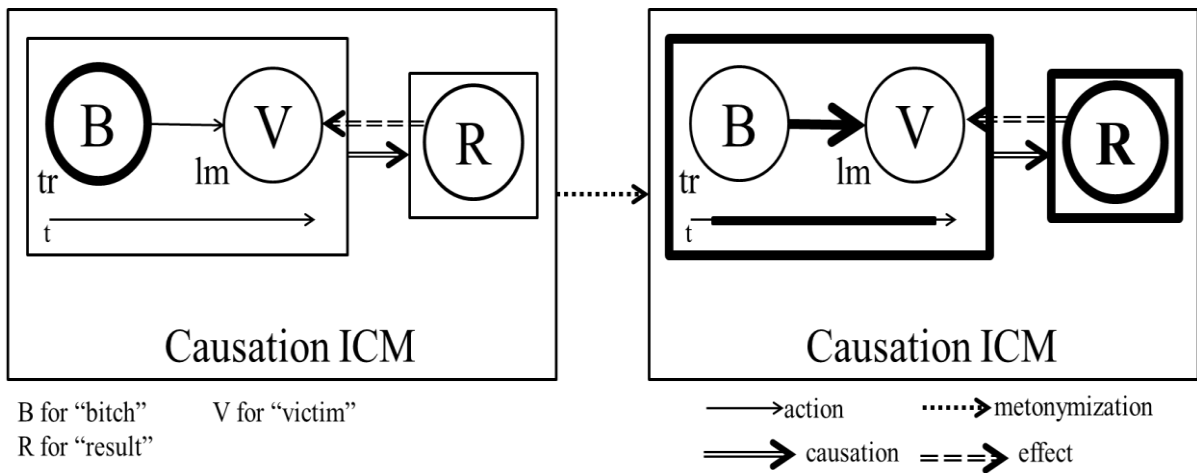 B V R
tr lm
t
Causation ICM
B V R
tr lm
t
Causation ICM
B for “bitch” V for “victim”
R for “result”
action metonymization
causation effect